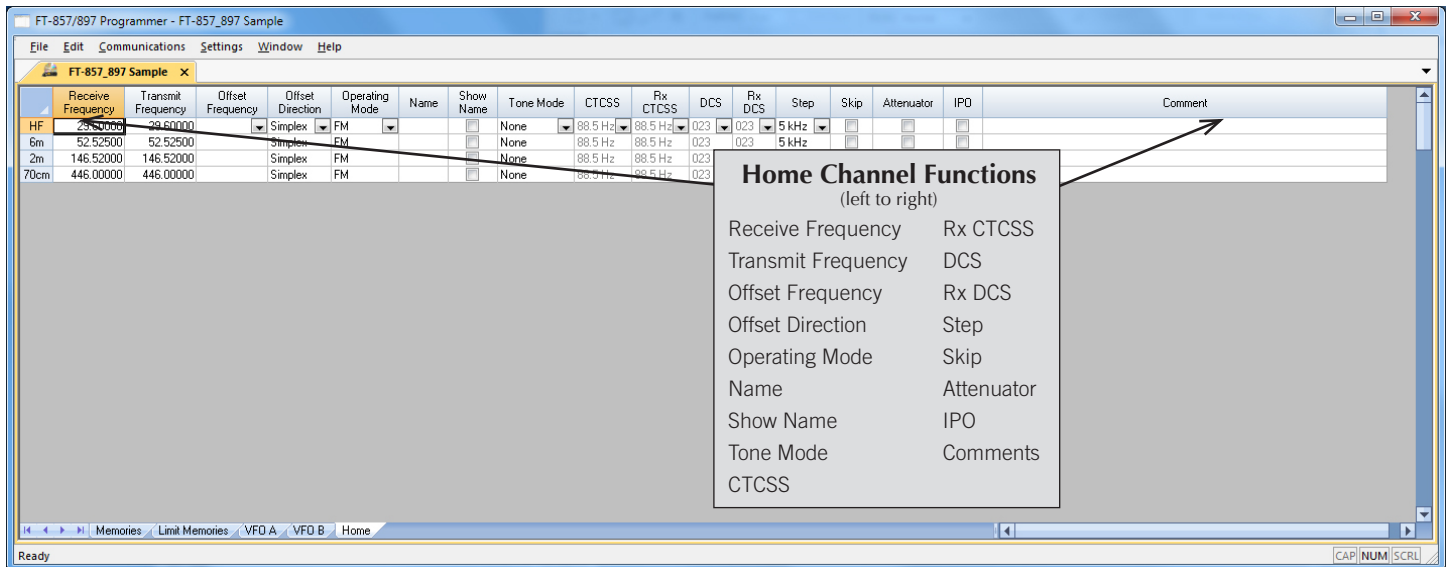 FT-857/897 Programmer - FT-857_897 Sample
File Edit Communications Settings Window Help
FT-857_897 Sample X
Receive Frequency Transmit Frequency Offset Frequency Offset Direction Operating Mode Name Show Name Tone Mode CTCSS Rx CTCSS DCS Rx DCS Step Skip Attenuator IPO Comment
HF 29.60000 29.60000 Simplex FM None 88.5 Hz 88.5 Hz 023 023 5 kHz
6m 52.52500 52.52500 Simplex FM None 88.5 Hz 88.5 Hz 023 023 5 kHz
2m 146.52000 146.52000 Simplex FM None 88.5 Hz 88.5 Hz 023
70cm 446.00000 446.00000 Simplex FM None 88.5 Hz 88.5 Hz 023
Home Channel Functions
(left to right)
Receive Frequency Rx CTCSS
Transmit Frequency DCS
Offset Frequency Rx DCS
Offset Direction Step
Operating Mode Skip
Name Attenuator
Show Name IPO
Tone Mode Comments
CTCSS
Memories Limit Memories VFO A VFO B Home
Ready CAP NUM SCRL